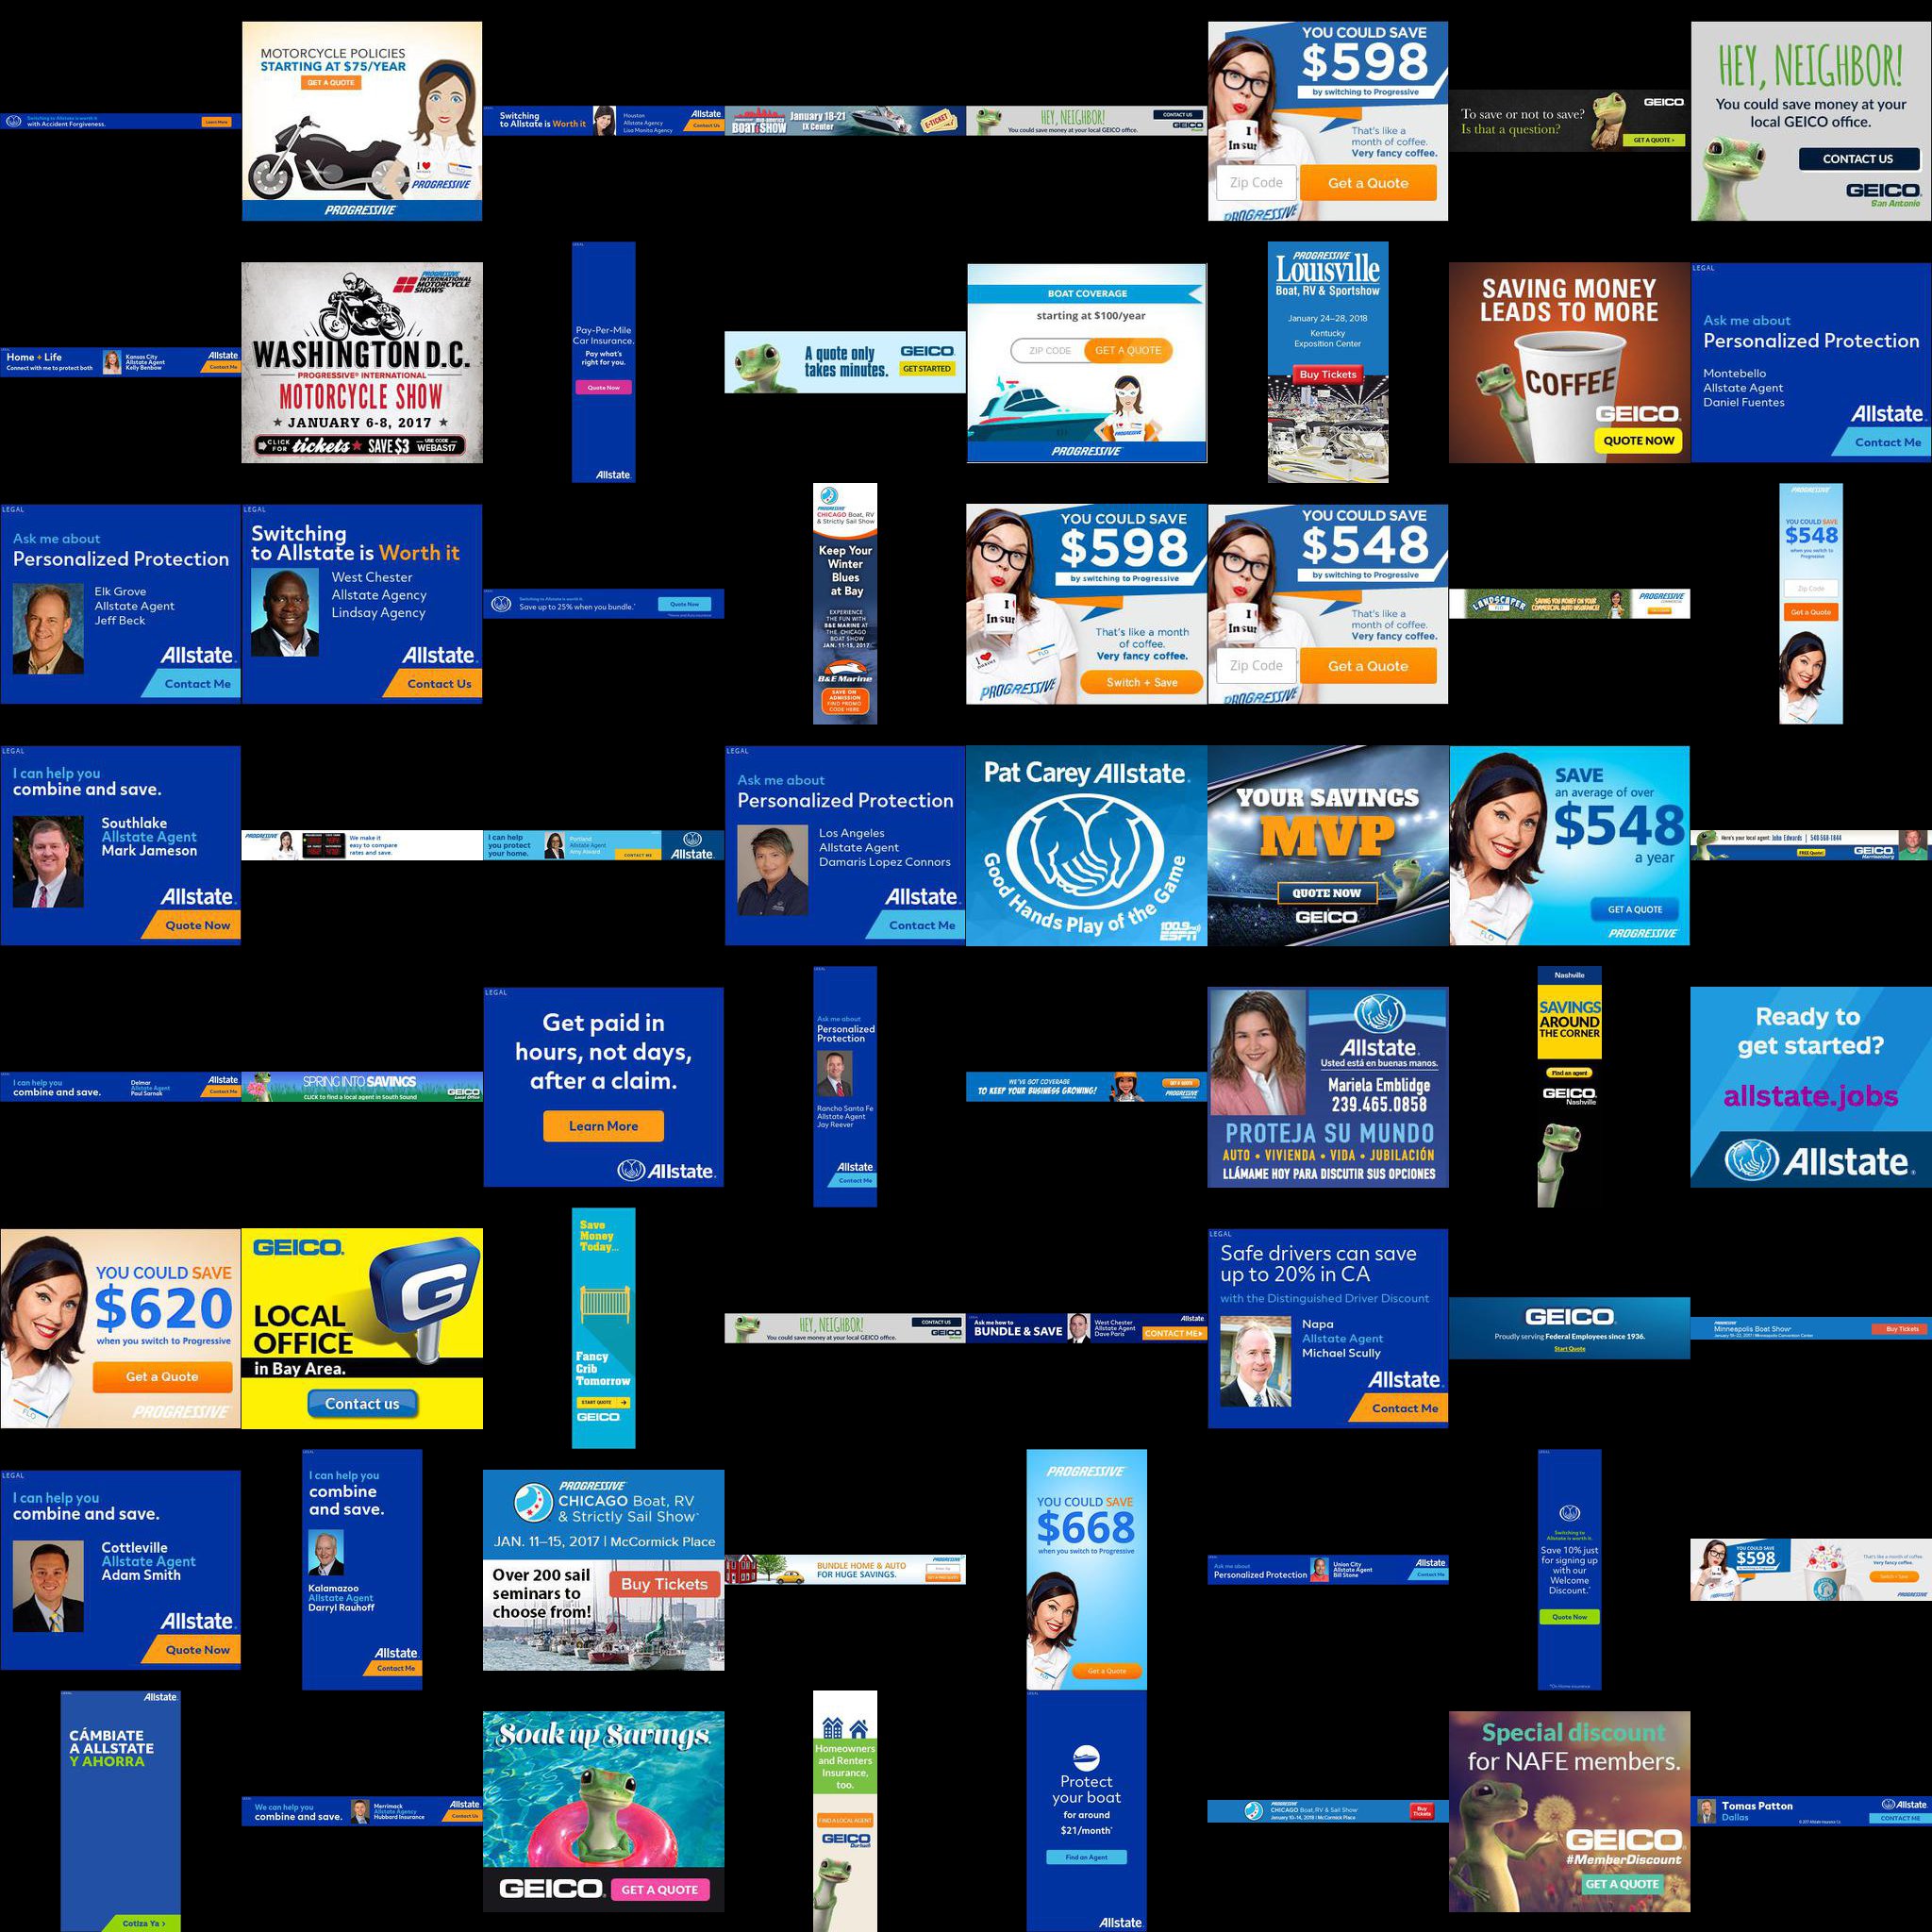 Switching to Allstate is worth it
with Accident Forgiveness.
Learn More
MOTORCYCLE POLICIES
STARTING AT $75/YEAR
GET A QUOTE
I
PROGRESSIVE
PROGRESSIVE
Switching
to Allstate is Worth it
Houston
Allstate Agency
Lisa Monita Agency
Allstate
Contact Us
BOAT SHOW
January 18-21
IX Center
E-TICKET
HEY, NEIGHBOR!
You could save money at your local GEICO office.
CONTACT US
GEICO
YOU COULD SAVE
$598
by switching to Progressive
I
Insur
That's like a
month of coffee.
Very fancy coffee.
Zip Code
Get a Quote
PROGRESSIVE
To save or not to save?
Is that a question?
GEICO
GET A QUOTE >
HEY, NEIGHBOR!
You could save money at your
local GEICO office.
CONTACT US
GEICO
San Antonio
Home + Life
Connect with me to protect both
Kansas City
Allstate Agent
Kelly Benbow
Allstate
Contact Me
PROGRESSIVE
INTERNATIONAL
MOTORCYCLE
SHOWS
WASHINGTON D.C.
PROGRESSIVE® INTERNATIONAL
MOTORCYCLE SHOW
★ JANUARY 6-8, 2017 ★
CLICK FOR tickets ★ SAVE $3 USE CODE WEBAS17
LEGAL
Pay-Per-Mile
Car Insurance.
Pay what's
right for you.
Quote Now
Allstate
A quote only
takes minutes.
GEICO
GET STARTED
BOAT COVERAGE
starting at $100/year
ZIP CODE
GET A QUOTE
PROGRESSIVE
PROGRESSIVE
Louisville
Boat, RV & Sportshow
January 24–28, 2018
Kentucky
Exposition Center
Buy Tickets
SAVING MONEY
LEADS TO MORE
COFFEE
GEICO
QUOTE NOW
LEGAL
Ask me about
Personalized Protection
Montebello
Allstate Agent
Daniel Fuentes
Allstate
Contact Me
LEGAL
Ask me about
Personalized Protection
Elk Grove
Allstate Agent
Jeff Beck
Allstate
Contact Me
LEGAL
Switching
to Allstate is Worth it
West Chester
Allstate Agency
Lindsay Agency
Allstate
Contact Us
Switching to Allstate is worth it.
Save up to 25% when you bundle.*
Quote Now
PROGRESSIVE
CHICAGO Boat, RV
& Strictly Sail Show
Keep Your
Winter
Blues
at Bay
EXPERIENCE
THE FUN WITH
B&E MARINE AT
THE CHICAGO
BOAT SHOW
JAN. 11-15, 2017
B&E Marine
SAVE ON
ADMISSION
FIND PROMO
CODE HERE
YOU COULD SAVE
$598
by switching to Progressive
I
Insur
That's like a month
of coffee.
Very fancy coffee.
FLO
PROGRESSIVE
Switch + Save
YOU COULD SAVE
$548
by switching to Progressive
I
Insur
That's like a
month of coffee.
Very fancy coffee.
Zip Code
Get a Quote
PROGRESSIVE
LANDSCAPER
FLO
SAVING YOU MONEY ON YOUR
COMMERCIAL AUTO INSURANCE!
PROGRESSIVE
PROGRESSIVE
YOU COULD SAVE
$548
when you switch to
Progressive
Zip Code
Get a Quote
LEGAL
I can help you
combine and save.
Southlake
Allstate Agent
Mark Jameson
Allstate
Quote Now
PROGRESSIVE
We make it
easy to compare
rates and save.
I can help
you protect
your home.
Portland
Allstate Agent
Amy Alward
CONTACT ME
Allstate
LEGAL
Ask me about
Personalized Protection
Los Angeles
Allstate Agent
Damaris Lopez Connors
Allstate
Contact Me
Pat Carey Allstate
Good Hands Play of the Game
100.9 FM
ESPN
YOUR SAVINGS
MVP
QUOTE NOW
GEICO
SAVE
an average of over
$548
a year
FLO
GET A QUOTE
PROGRESSIVE
Here's your local agent: John Edwards | 540-568-1844
FREE Quote!
GEICO
Harrisonburg
I can help you
combine and save.
Delmar
Allstate Agent
Paul Sarnak
Allstate
Contact Me
SPRING INTO SAVINGS
CLICK to find a local agent in South Sound
GEICO
Local Office
LEGAL
Get paid in
hours, not days,
after a claim.
Learn More
Allstate
LEGAL
Ask me about
Personalized
Protection
Rancho Santa Fe
Allstate Agent
Jay Reever
Allstate
Contact Me
WE'VE GOT COVERAGE
TO KEEP YOUR BUSINESS GROWING!
GET A QUOTE
PROGRESSIVE
Allstate
Usted está en buenas manos.
Mariela Emblidge
239.465.0858
PROTEJA SU MUNDO
AUTO • VIVIENDA • VIDA • JUBILACIÓN
LLÁMAME HOY PARA DISCUTIR SUS OPCIONES
Nashville
SAVINGS
AROUND
THE CORNER
Find an agent
GEICO
Nashville
Ready to
get started?
allstate.jobs
Allstate
YOU COULD SAVE
$620
when you switch to Progressive
Get a Quote
FLO
PROGRESSIVE
GEICO
G
LOCAL
OFFICE
in Bay Area.
Contact us
Save
Money
Today...
Fancy
Crib
Tomorrow
START QUOTE →
GEICO
HEY, NEIGHBOR!
You could save money at your local GEICO office.
CONTACT US
GEICO
Ask me how to
BUNDLE & SAVE
West Chester
Allstate Agent
Dave Paris
Allstate
CONTACT ME
LEGAL
Safe drivers can save
up to 20% in CA
with the Distinguished Driver Discount
Napa
Allstate Agent
Michael Scully
Allstate
Contact Me
GEICO
Proudly serving Federal Employees since 1936.
Start Quote
PROGRESSIVE
Minneapolis Boat Show
Buy Tickets
LEGAL
I can help you
combine and save.
Cottleville
Allstate Agent
Adam Smith
Allstate
Quote Now
LEGAL
I can help you
combine
and save.
Kalamazoo
Allstate Agent
Darryl Rauhoff
Allstate
Contact Me
PROGRESSIVE
CHICAGO Boat, RV
& Strictly Sail Show
JAN. 11–15, 2017 | McCormick Place
Over 200 sail
seminars to
choose from!
Buy Tickets
BUNDLE HOME & AUTO
FOR HUGE SAVINGS.
PROGRESSIVE
PROGRESSIVE
YOU COULD SAVE
$668
when you switch to Progressive
FLO
Get a Quote
Ask me about
Personalized Protection
Union City
Allstate Agent
Bill Stone
Allstate
Contact Me
LEGAL
Switching to
Allstate is worth it.
Save 10% just
for signing up
with our
Welcome
Discount.*
Quote Now
*On Home insurance
YOU COULD SAVE
$598
That's like a month of coffee.
Very fancy coffee.
Switch + Save
PROGRESSIVE
Allstate
CÁMBIATE
A ALLSTATE
Y AHORRA
Cotiza Ya ›
We can help you
combine and save.
Merrimack
Allstate Agency
Hubbard Insurance
Allstate
Contact Us
Soak up Savings.
GEICO
GET A QUOTE
Homeowners
and Renters
Insurance,
too.
FIND A LOCAL AGENT
GEICO
Durham
LEGAL
Protect
your boat
for around
$21/month*
Find an Agent
Allstate
PROGRESSIVE
CHICAGO Boat, RV & Sail Show
January 10-14, 2018 | McCormick Place
Buy
Tickets
Special discount
for NAFE members.
GEICO
#MemberDiscount
GET A QUOTE
Tomas Patton
Dallas
© 2017 Allstate Insurance Co.
Allstate
CONTACT ME